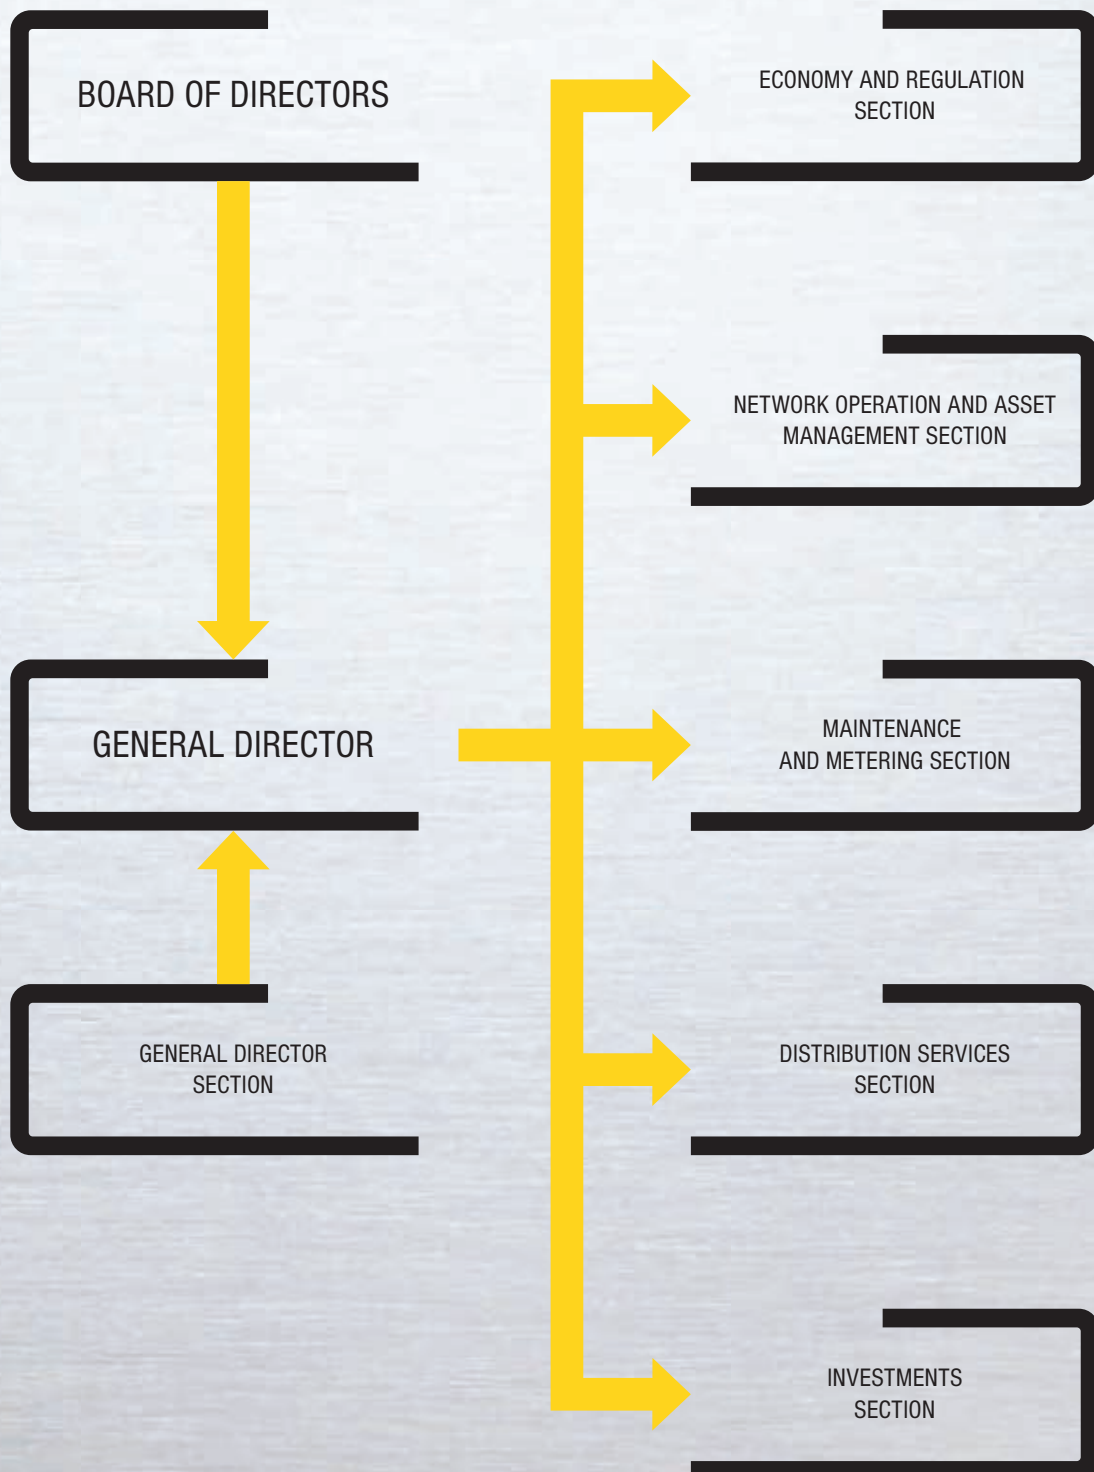 BOARD OF DIRECTORS
GENERAL DIRECTOR
GENERAL DIRECTOR
SECTION
ECONOMY AND REGULATION
SECTION
NETWORK OPERATION AND ASSET
MANAGEMENT SECTION
MAINTENANCE
AND METERING SECTION
DISTRIBUTION SERVICES
SECTION
INVESTMENTS
SECTION